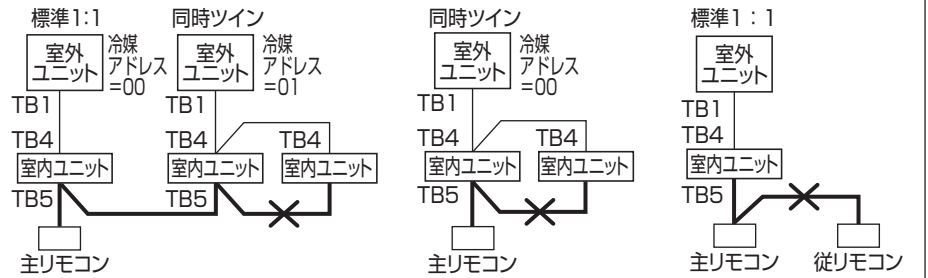 標準1:1
室外
ユニット
冷媒
アドレス
=00
TB1
TB4
室内ユニット
TB5
主リモコン
同時ツイン
室外
ユニット
冷媒
アドレス
=01
TB1
TB4
TB4
室内ユニット
室内ユニット
TB5
同時ツイン
室外
ユニット
冷媒
アドレス
=00
TB1
TB4
TB4
室内ユニット
室内ユニット
TB5
主リモコン
標準1：1
室外
ユニット
TB1
TB4
室内ユニット
TB5
主リモコン
従リモコン